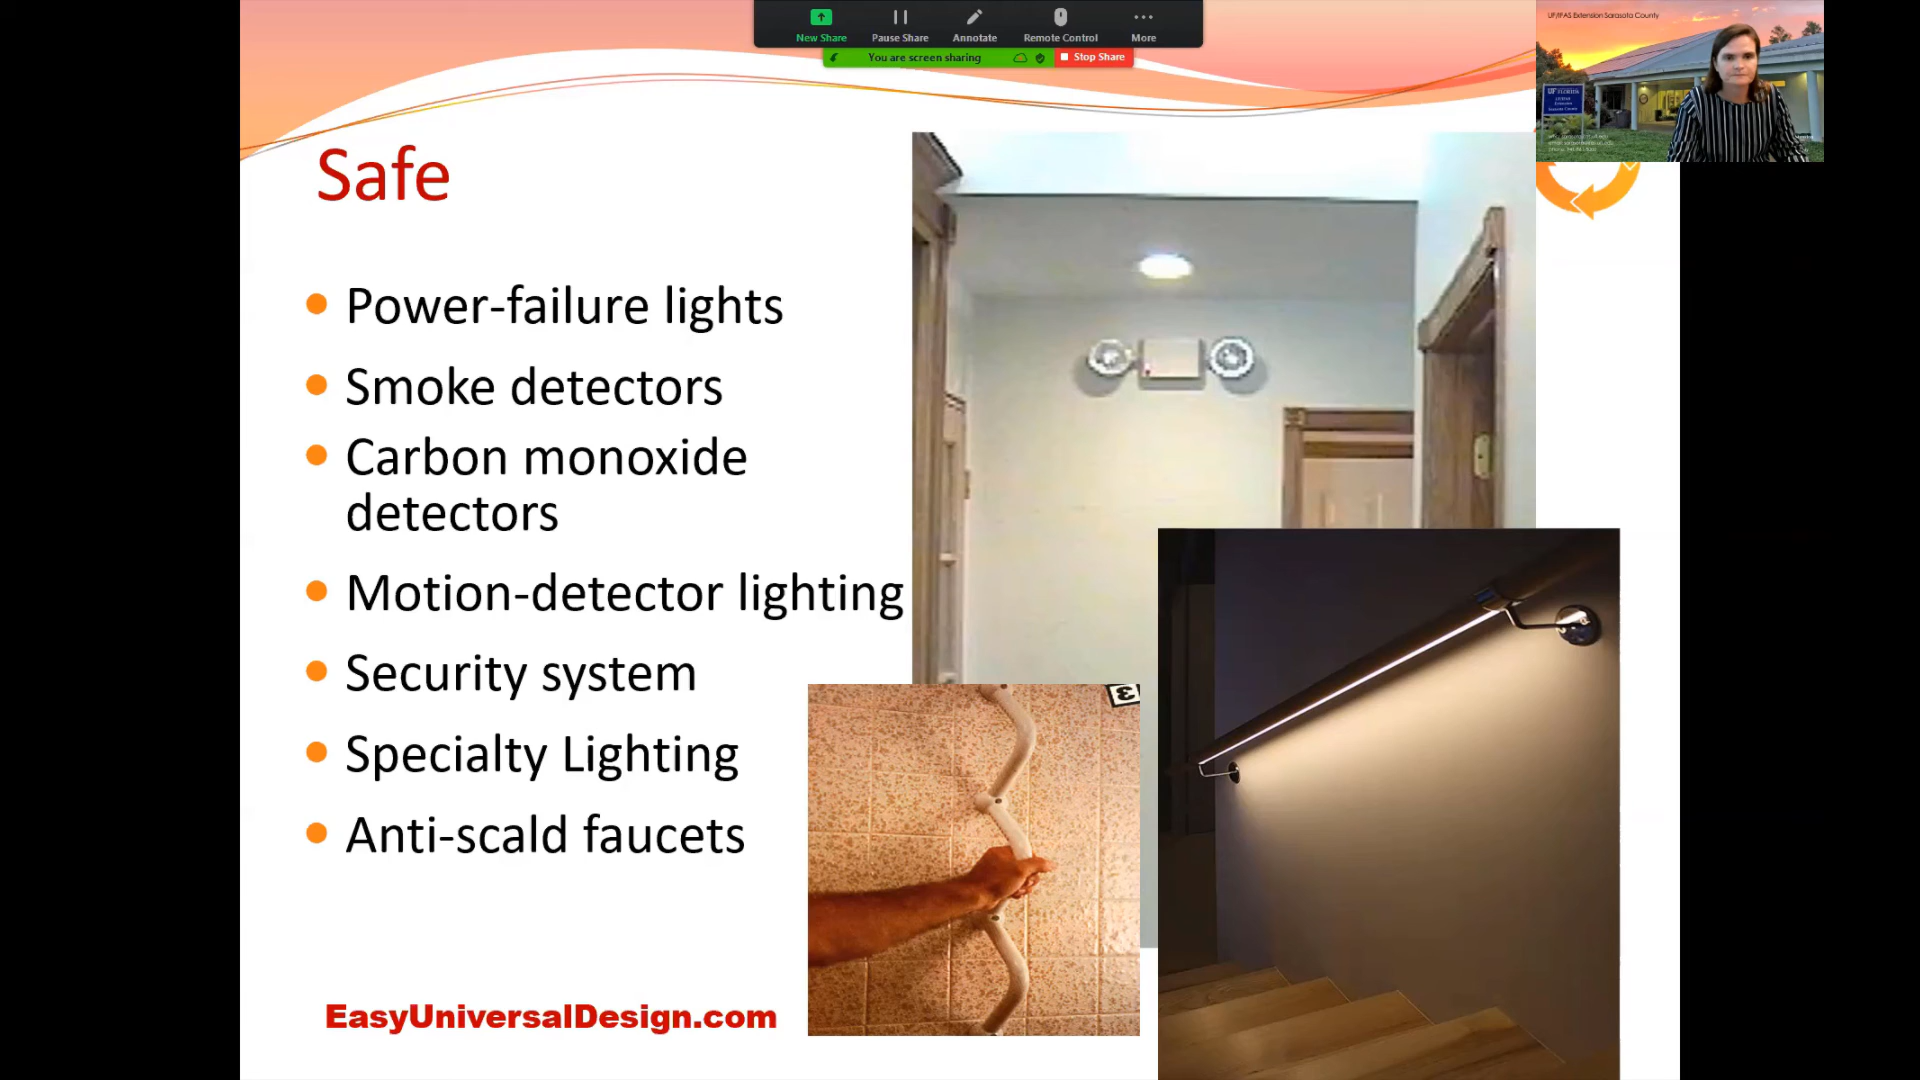 New Share
Pause Share
Annotate
Remote Control
More
You are screen sharing
Stop Share
UF/IFAS Extension Sarasota County
FLORIDA
Safe
Power-failure lights
Smoke detectors
Carbon monoxide
detectors
Motion-detector lighting
Security system
Specialty Lighting
Anti-scald faucets
3
EasyUniversalDesign.com